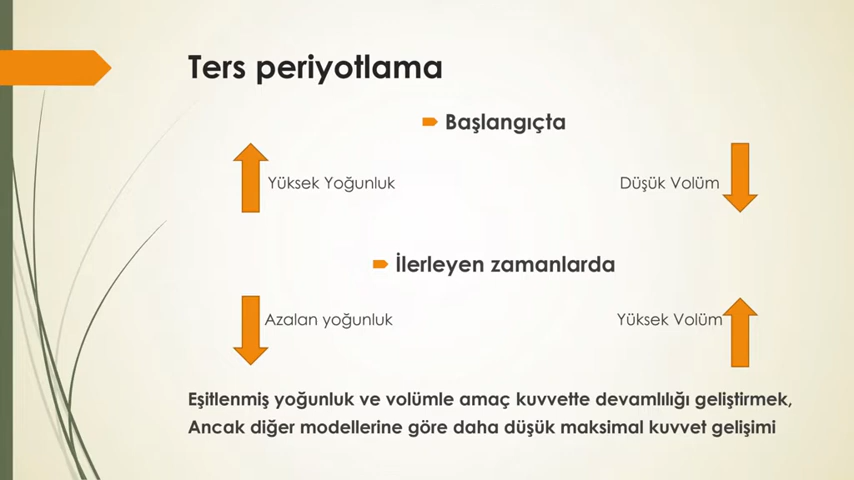 Ters periyotlama
Başlangıçta
Yüksek Yoğunluk
Düşük Volüm
İlerleyen zamanlarda
Azalan yoğunluk
Yüksek Volüm
Eşitlenmiş yoğunluk ve volümle amaç kuvvette devamlılığı geliştirmek,
Ancak diğer modellerine göre daha düşük maksimal kuvvet gelişimi